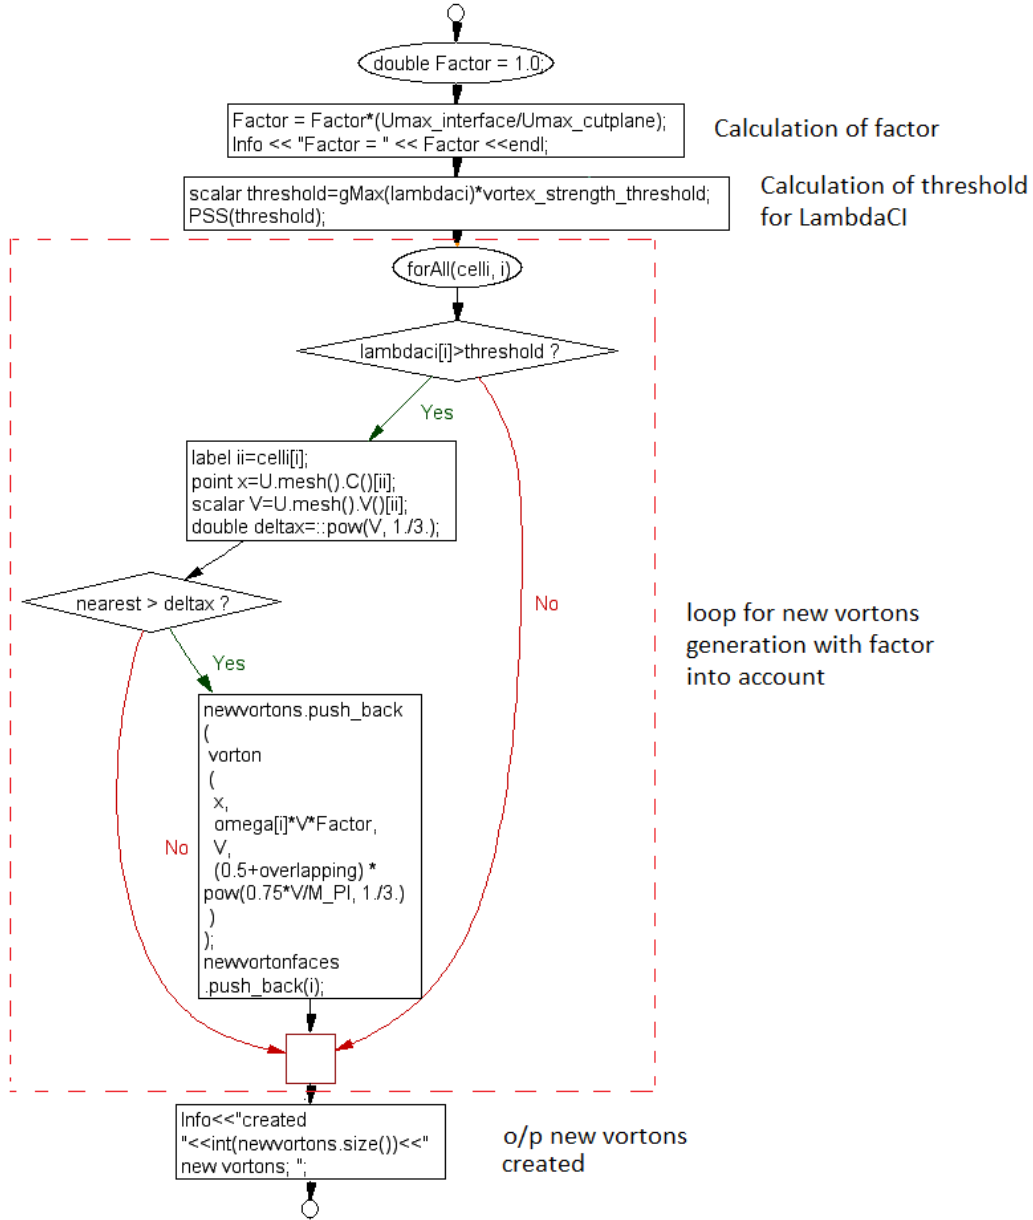 double Factor = 1.0;
Factor = Factor*(Umax_interface/Umax_cutplane);
Info << "Factor = " << Factor <<endl;
Calculation of factor
scalar threshold=gMax(lambdaci)*vortex_strength_threshold;
PSS(threshold);
Calculation of threshold
for LambdaCI
forAll(celli, i)
lambdaci[i]>threshold ?
Yes
No
label ii=celli[i];
point x=U.mesh().C()[ii];
scalar V=U.mesh().V()[ii];
double deltax=::pow(V, 1./3.);
nearest > deltax ?
Yes
No
loop for new vortons
generation with factor
into account
newvortons.push_back
(
vorton
(
x,
omega[i]*V*Factor,
V,
(0.5+overlapping) *
pow(0.75*V/M_PI, 1./3.)
)
);
newvortonfaces
.push_back(i);
Info<<"created
"<<int(newvortons.size())<<"
new vortons; ";
o/p new vortons
created